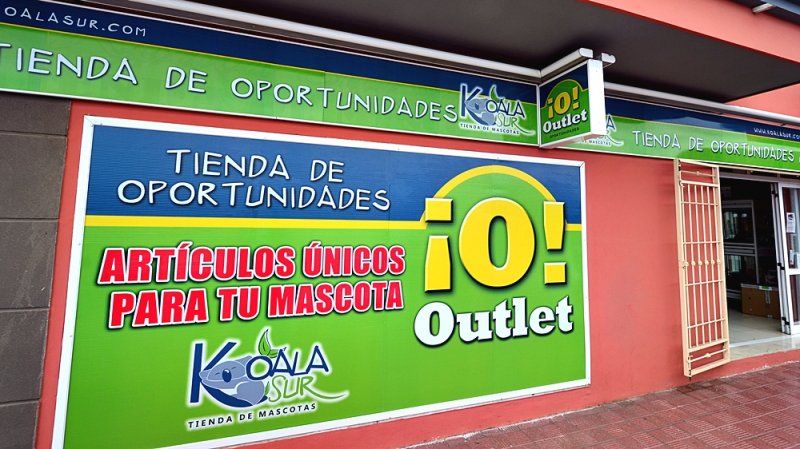 KOALASUR.COM
TIENDA DE OPORTUNIDADES
KOALA
SUR
TIENDA DE MASCOTAS
¡O!
Outlet
OPORTUNIDADES
WWW.KOALASUR.COM
TIENDA DE OPORTUNIDADES
TIENDA DE
OPORTUNIDADES
ARTÍCULOS ÚNICOS
PARA TU MASCOTA
¡O!
Outlet
KOALA
SUR
TIENDA DE MASCOTAS